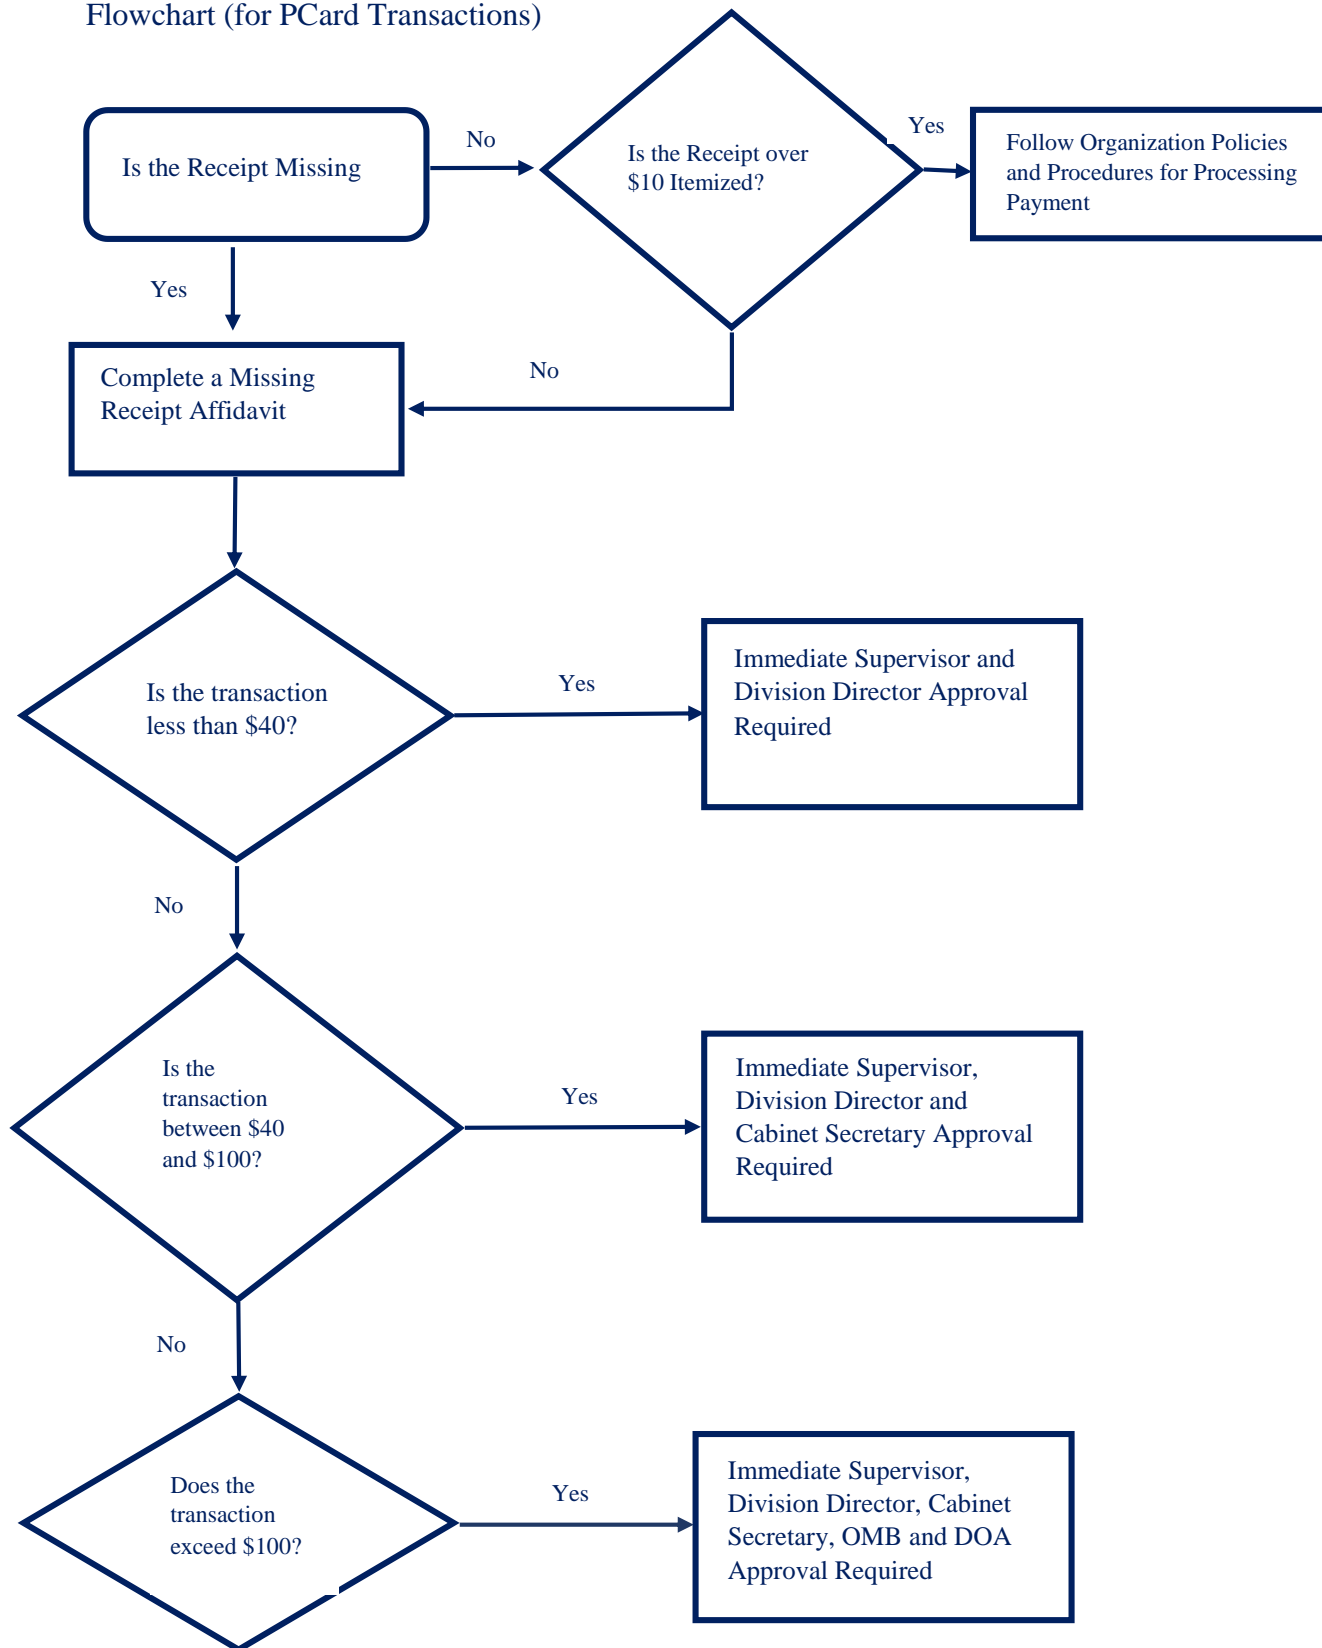 Flowchart (for PCard Transactions)
Is the Receipt Missing
No
Is the Receipt over
$10 Itemized?
Yes
Follow Organization Policies
and Procedures for Processing
Payment
Yes
No
Complete a Missing
Receipt Affidavit
Is the transaction
less than $40?
Yes
Immediate Supervisor and
Division Director Approval
Required
No
Is the
transaction
between $40
and $100?
Yes
Immediate Supervisor,
Division Director and
Cabinet Secretary Approval
Required
No
Does the
transaction
exceed $100?
Yes
Immediate Supervisor,
Division Director, Cabinet
Secretary, OMB and DOA
Approval Required